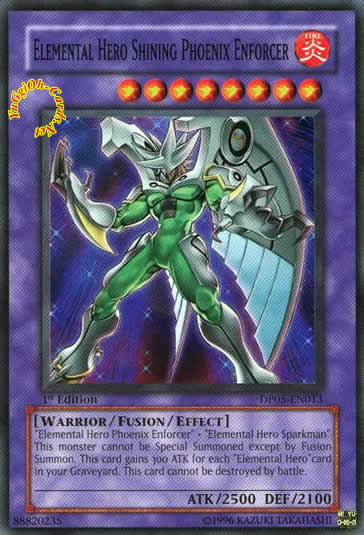 ELEMENTAL HERO SHINING PHOENIX ENFORCER
FIRE
炎
YuGiOh-Cards.Net
1st Edition
DP05-EN013
[WARRIOR/FUSION/EFFECT]
"Elemental Hero Phoenix Enforcer" - "Elemental Hero Sparkman"
This monster cannot be Special Summoned except by Fusion
Summon. This card gains 300 ATK for each "Elemental Hero"card
in your Graveyard. This card cannot be destroyed by battle.
ATK/2500 DEF/2100
88820235
©1996 KAZUKI TAKAHASHI